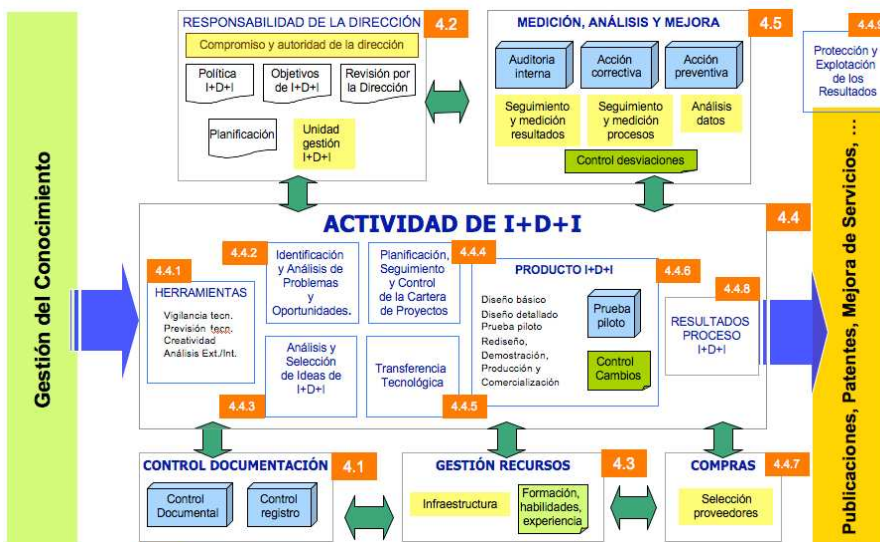 RESPONSABILIDAD DE LA DIRECCIÓN
4.2
Compromiso y autoridad de la dirección
Política
I+D+I
Objetivos
de I+D+I
Revisión por
la Dirección
Planificación
Unidad
gestión
I+D+I
MEDICIÓN, ANÁLISIS Y MEJORA
4.5
Auditoria
interna
Acción
correctiva
Acción
preventiva
Seguimiento
y medición
resultados
Seguimiento
y medición
procesos
Análisis
datos
Control desviaciones
4.4.9
Protección y
Explotación
de los
Resultados
Gestión del Conocimiento
ACTIVIDAD DE I+D+I
4.4
4.4.1
HERRAMIENTAS
Vigilancia tecn.
Previsión tecn.
Creatividad
Análisis Ext./Int.
4.4.2
Identificación
y Análisis de
Problemas
y
Oportunidades.
4.4.3
Análisis y
Selección
de Ideas de
I+D+I
4.4.4
Planificación,
Seguimiento
y Control
de la Cartera
de Proyectos
Transferencia
Tecnológica
4.4.5
PRODUCTO I+D+I
4.4.6
Diseño básico
Diseño detallado
Prueba piloto
Rediseño,
Demostración,
Producción y
Comercialización
Prueba
piloto
Control
Cambios
4.4.8
RESULTADOS
PROCESO
I+D+I
Publicaciones, Patentes, Mejora de Servicios, ...
CONTROL DOCUMENTACIÓN
4.1
Control
Documental
Control
registro
GESTIÓN RECURSOS
4.3
Infraestructura
Formación,
habilidades,
experiencia
COMPRAS
4.4.7
Selección
proveedores